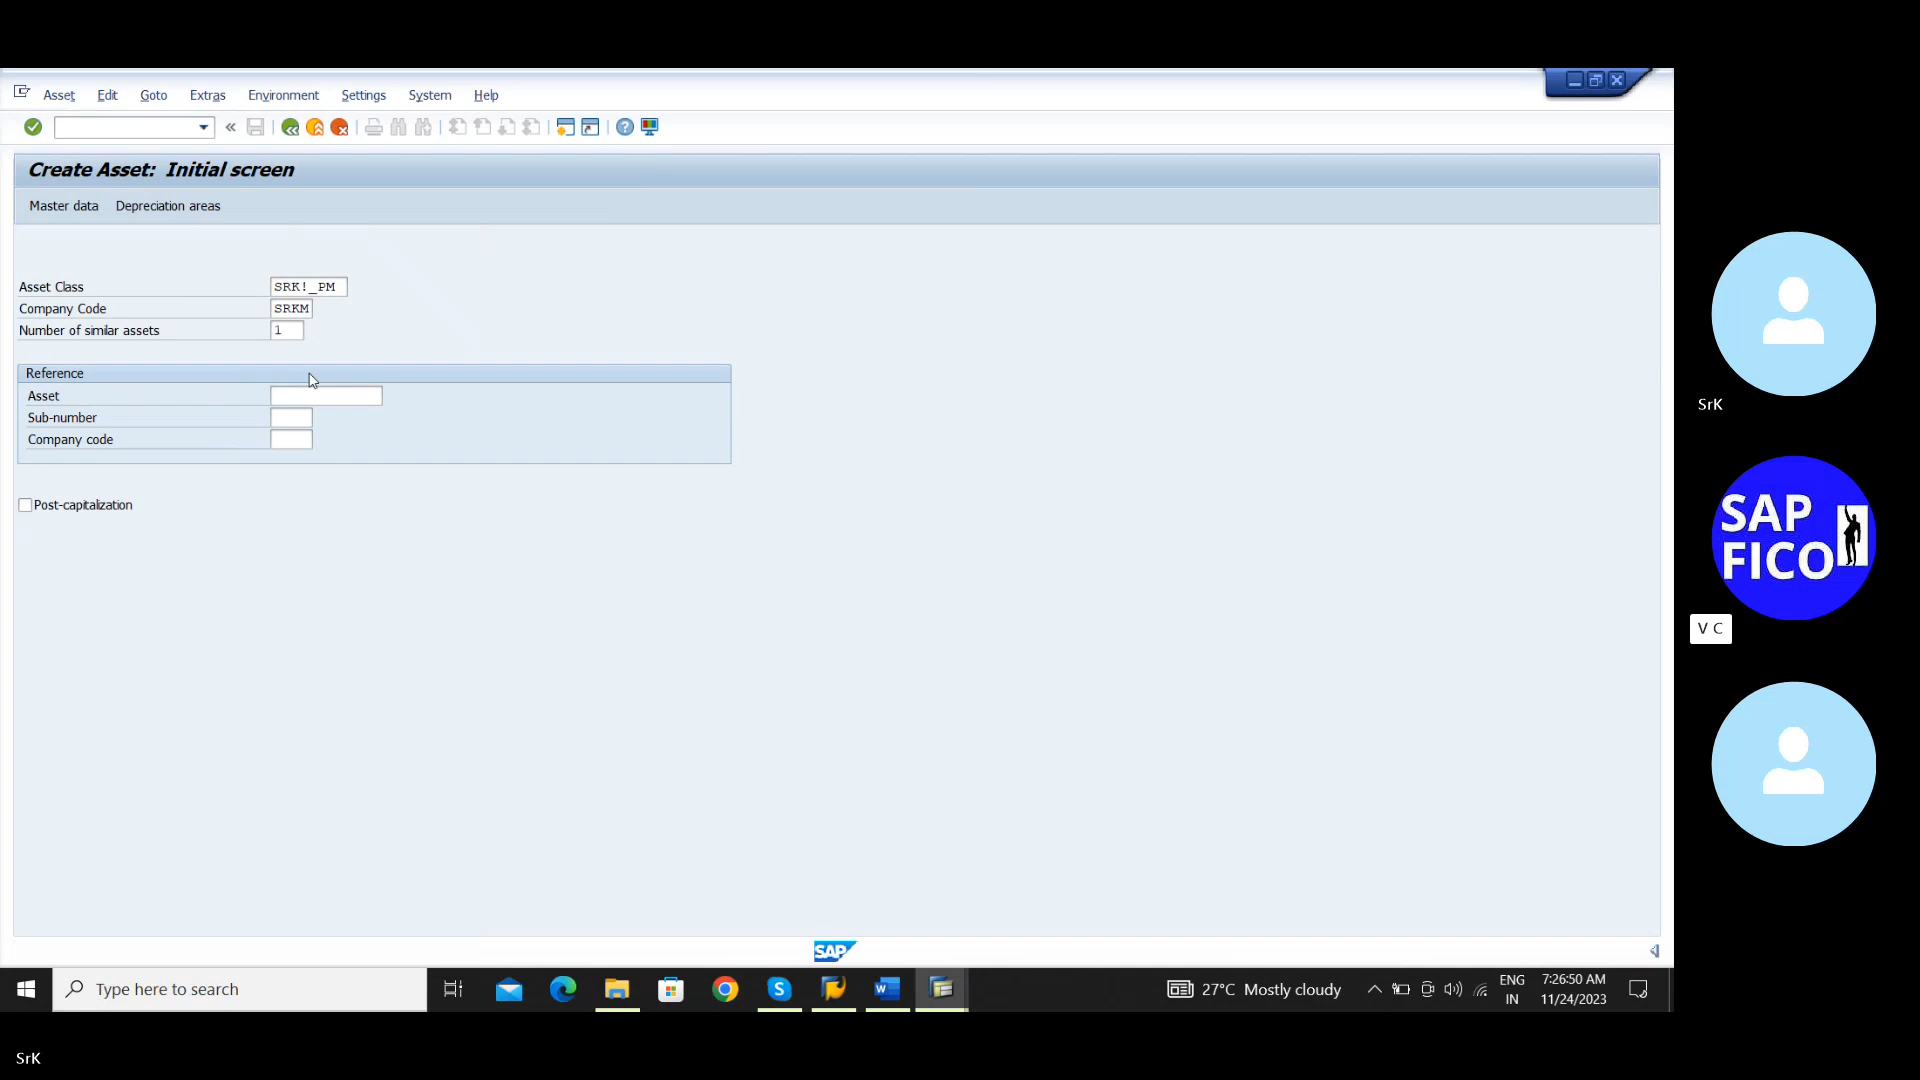 Asset Edit Goto Extras Environment Settings System Help
Create Asset: Initial screen
Master data Depreciation areas
Asset Class SRK!_PM
Company Code SRKM
Number of similar assets 1
Reference
Asset
Sub-number
Company code
Post-capitalization
SrK
SAP
FICO
V C
SAP
Type here to search
27°C Mostly cloudy
ENG
IN
7:26:50 AM
11/24/2023
SrK